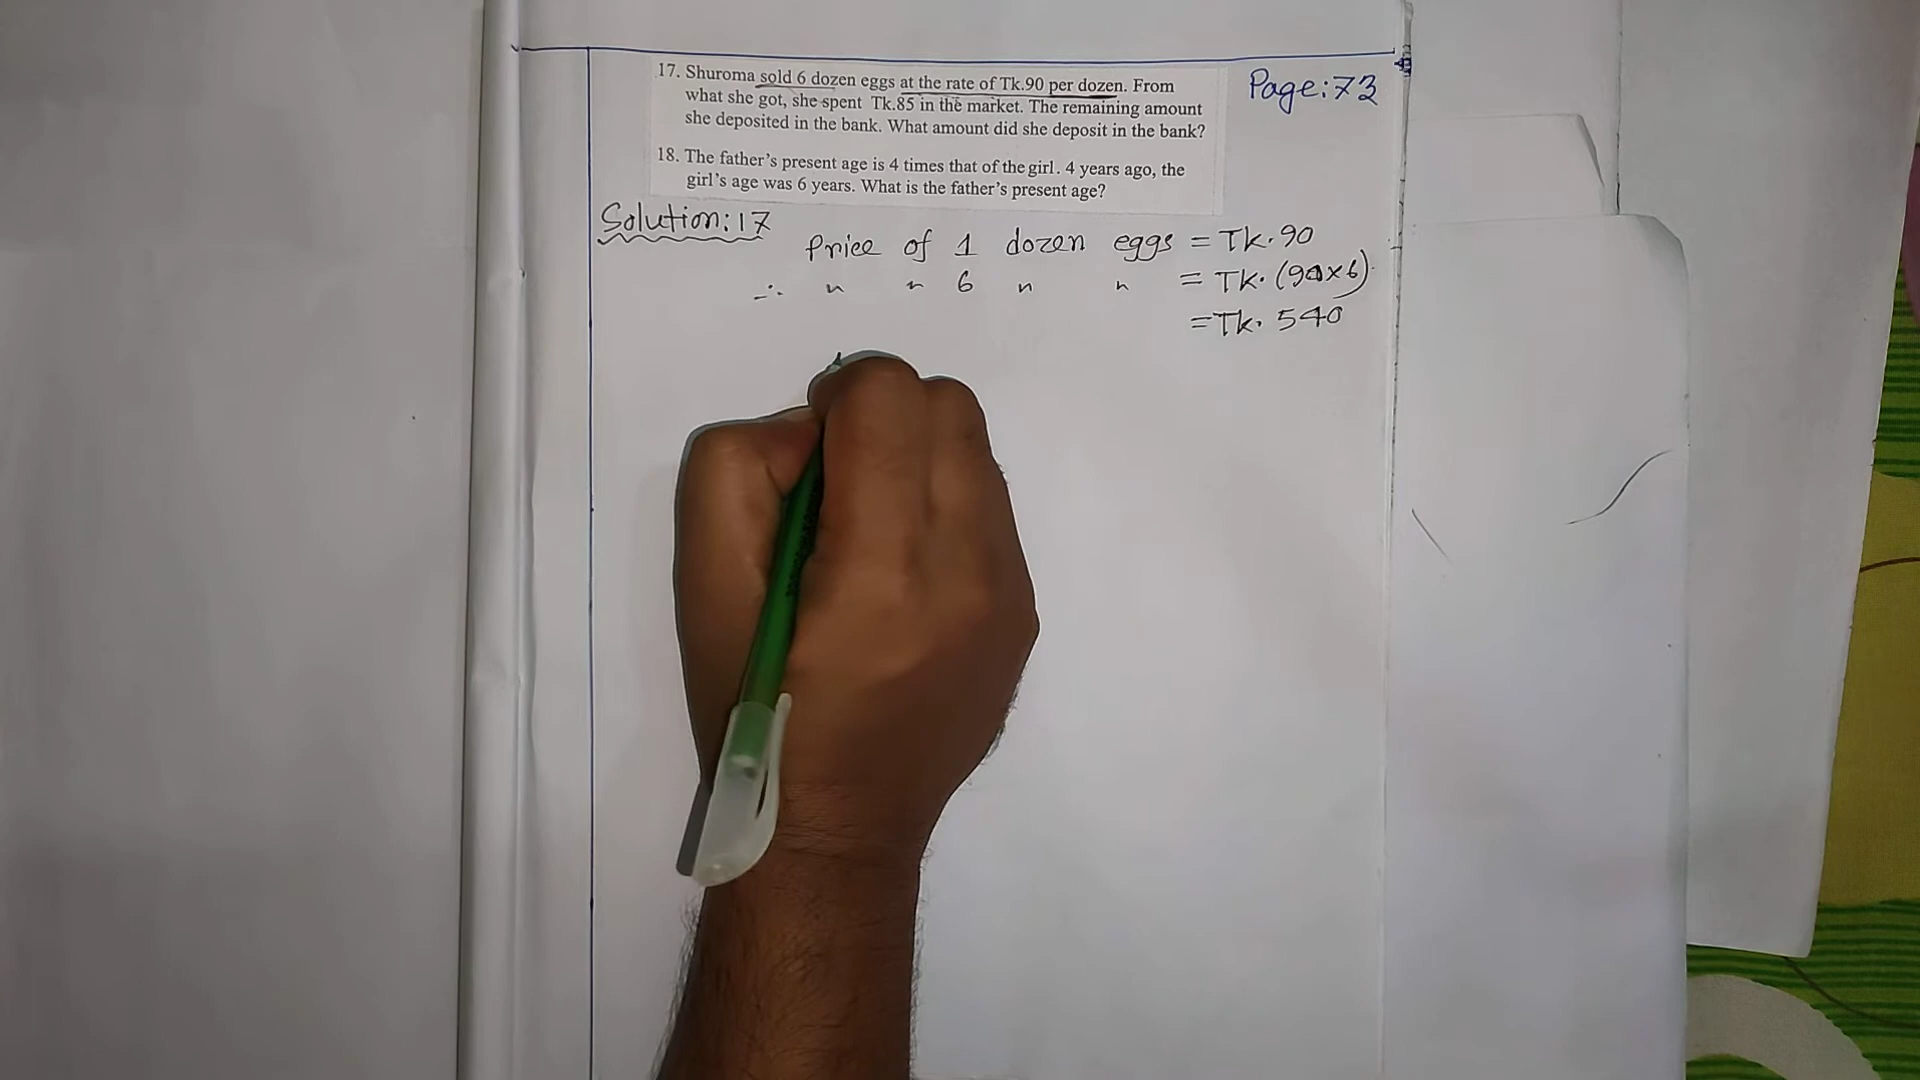 17. Shuroma sold 6 dozen eggs at the rate of Tk.90 per dozen. From
what she got, she spent Tk.85 in the market. The remaining amount
she deposited in the bank. What amount did she deposit in the bank?
18. The father's present age is 4 times that of the girl. 4 years ago, the
girl's age was 6 years. What is the father's present age?
Page:73
Solution:17
Price of 1 dozen eggs = Tk.90
∴ " " 6 " " = Tk. (90×6)
=Tk. 540